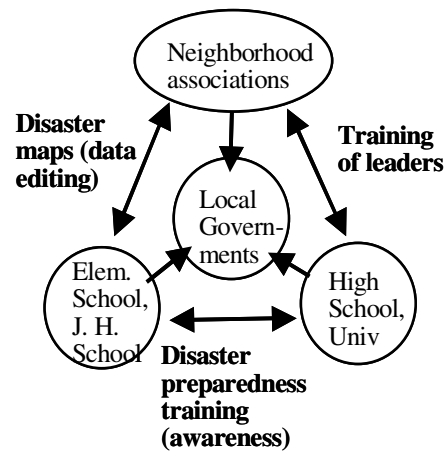 Neighborhood
associations
Disaster
maps (data
editing)
Training
of leaders
Local
Govern-
ments
Elem.
School,
J. H.
School
High
School,
Univ
Disaster
preparedness
training
(awareness)